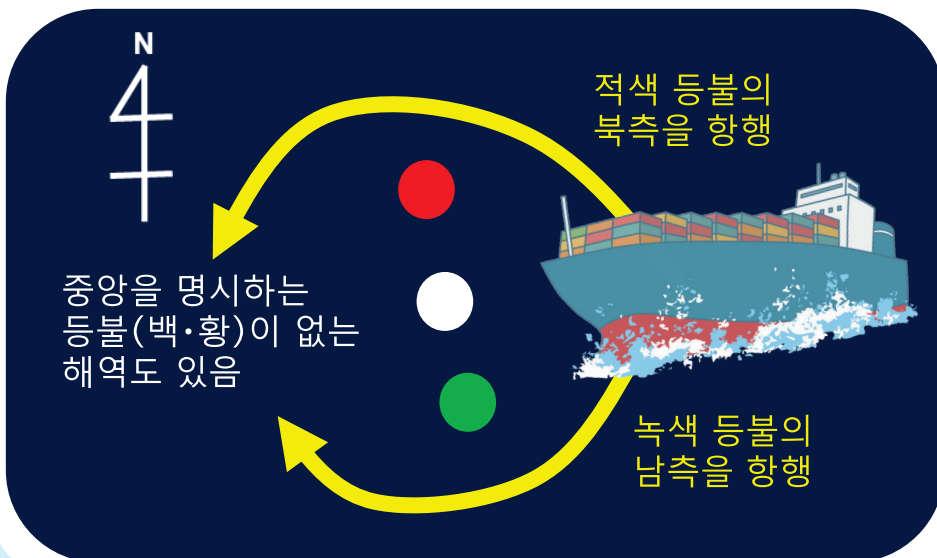 N
적색 등불의
북측을 항행
중앙을 명시하는
등불(백·황)이 없는
해역도 있음
녹색 등불의
남측을 항행